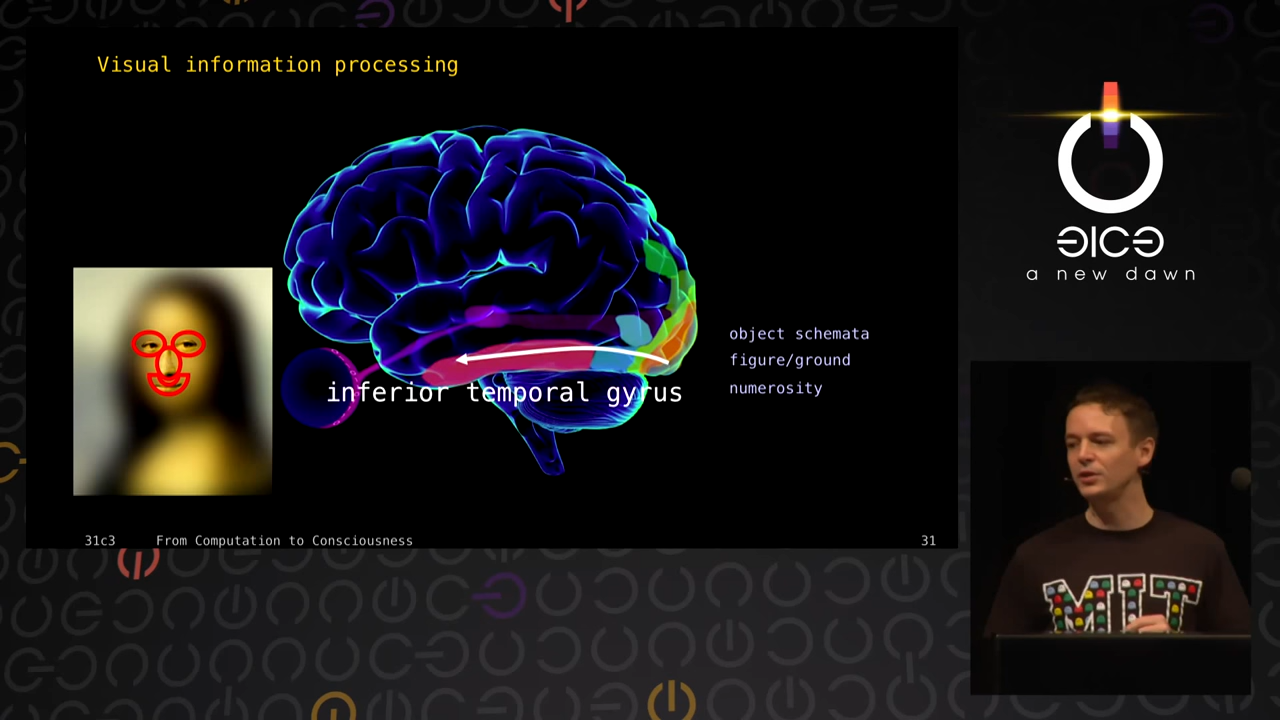 Visual information processing
object schemata
figure/ground
numerosity
inferior temporal gyrus
31c3 From Computation to Consciousness 31
31C3
a new dawn
MIT